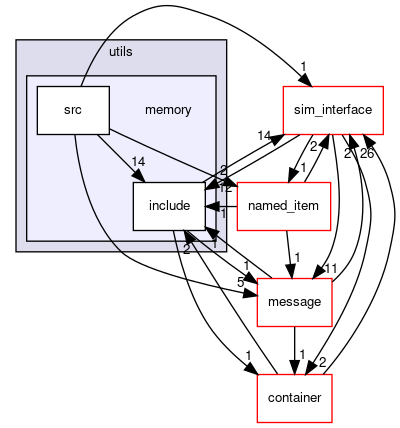 utils
1
src
memory
sim_interface
14
2
2
26
14
2
1
12
include
1
named_item
1
2
1
1
11
5
message
1
1
2
container